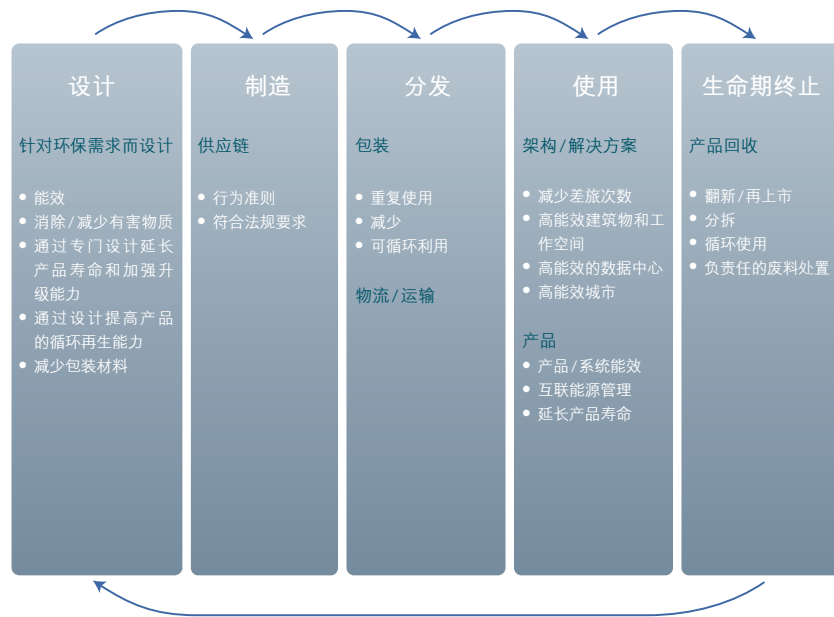 设计
针对环保需求而设计
能效
消除/减少有害物质
通过专门设计延长
产品寿命和加强升
级能力
通过设计提高产品
的循环再生能力
减少包装材料
制造
供应链
行为准则
符合法规要求
分发
包装
重复使用
减少
可循环利用
物流/运输
使用
架构/解决方案
减少差旅次数
高能效建筑物和工
作空间
高能效的数据中心
高能效城市
产品
产品/系统能效
互联能源管理
延长产品寿命
生命期终止
产品回收
翻新/再上市
分拆
循环使用
负责任的废料处置